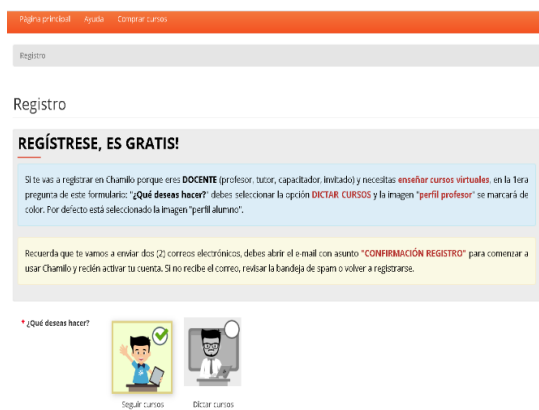 Página principal Ayuda Comprar cursos
Registro
Registro
REGÍSTRESE, ES GRATIS!
Si te vas a registrar en Chamilo porque eres DOCENTE (profesor, tutor, capacitador, invitado) y necesitas enseñar cursos virtuales, en la 1era
pregunta de este formulario: "¿Qué deseas hacer?" debes seleccionar la opción DICTAR CURSOS y la imagen "perfil profesor" se marcará de
color. Por defecto está seleccionado la imagen "perfil alumno".
Recuerda que te vamos a enviar dos (2) correos electrónicos, debes abrir el e-mail con asunto "CONFIRMACIÓN REGISTRO" para comenzar a
usar Chamilo y recién activar tu cuenta. Si no recibe el correo, revisar la bandeja de spam o volver a registrarse.
* ¿Qué deseas hacer?
Seguir cursos Dictar cursos